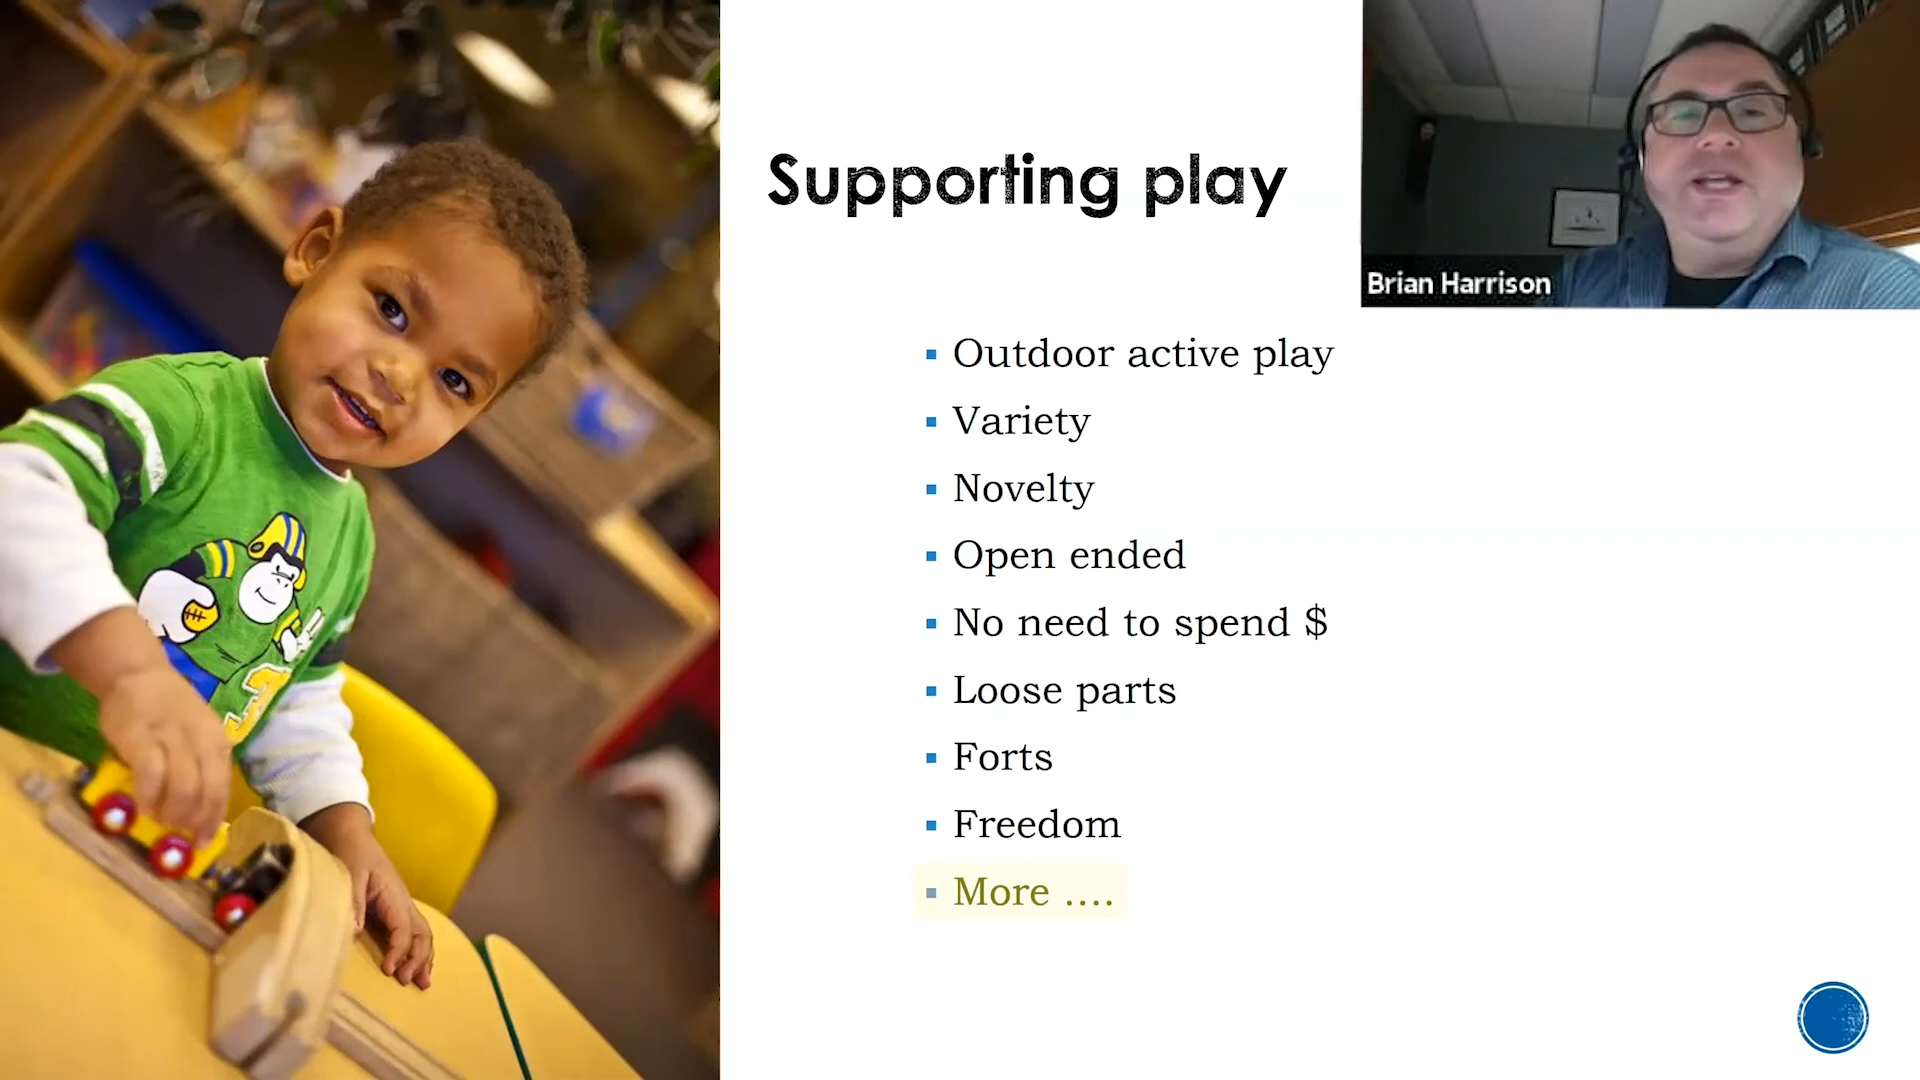 Supporting play
Brian Harrison
Outdoor active play
Variety
Novelty
Open ended
No need to spend $
Loose parts
Forts
Freedom
More ....